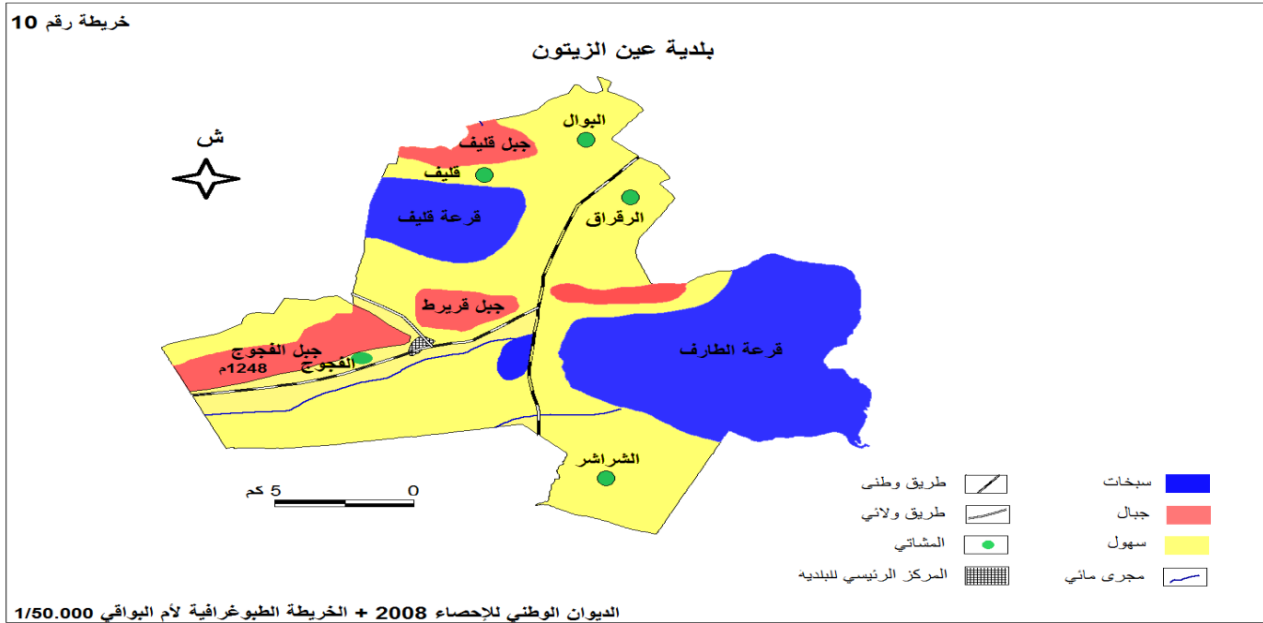 خريطة رقم 10
بلدية عين الزيتون
ش
البوال
جبل قليف
قليف
الرقراق
قرعة قليف
جبل قريرط
قرعة الطارف
جبل الفجوج
الفجوج
1248م
الشراشر
5 كم
0
سبخات
طريق وطني
جبال
طريق ولائي
سهول
المشاتي
مجرى مائي
المركز الرئيسي للبلدية
الديوان الوطني للإحصاء 2008 + الخريطة الطبوغرافية لأم البواقي 1/50.000